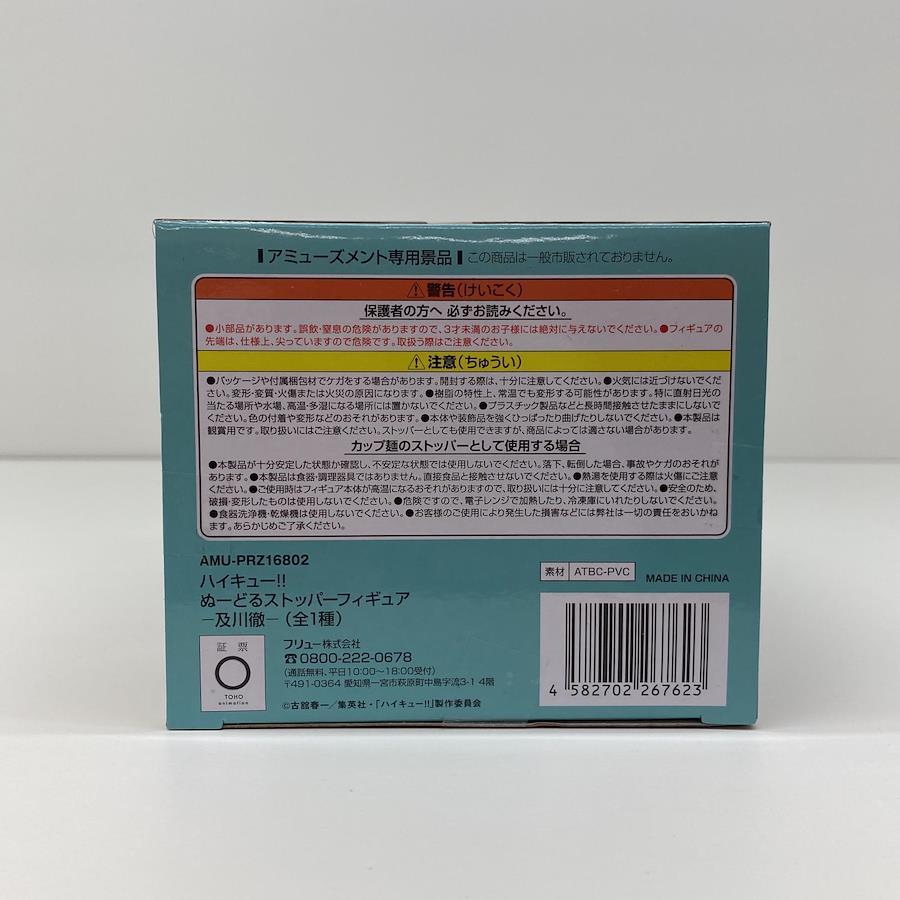 アミューズメント専用景品 この商品は一般市販されておりません。
⚠警告(けいこく)
保護者の方へ 必ずお読みください。
●小部品があります。誤飲・窒息の危険がありますので、3才未満のお子様には絶対に与えないでください。●フィギュアの
先端は、仕様上、尖っていますので危険です。取扱う際はご注意ください。
⚠注意(ちゅうい)
●パッケージや付属梱包材でケガをする場合があります。開封する際は、十分に注意してください。●火気には近づけないでくだ
さい。変形・変質・火傷または火災の原因になります。●樹脂の特性上、常温でも変形する可能性があります。特に直射日光の
当たる場所や水場、高温・多湿になる場所には置かないでください。●プラスチック製品などと長時間接触させたままにしない
でください。色の付着や変形などのおそれがあります。●本体や装飾品を強くひっぱったり曲げたりしないでください。●本製品は
観賞用です。取り扱いにはご注意ください。ストッパーとしても使用できますが、商品によっては適さない場合があります。
カップ麺のストッパーとして使用する場合
●本製品が十分安定した状態か確認し、不安定な状態では使用しないでください。落下、転倒した場合、事故やケガのおそれが
あります。●本製品は食器・調理器具ではありません。直接食品と接触させないでください。●熱湯を使用する際は火傷にご注意
ください。●ご使用時はフィギュア本体が高温になるおそれがありますので、取り扱いには十分に注意してください。●安全のため、
破損・変形したものは使用しないでください。●危険ですので、電子レンジで加熱したり、冷凍庫にいれたりしないでください。
●食器洗浄機・乾燥機は使用しないでください。●お客様のご使用により発生した損害などには弊社は一切の責任をおいかね
ます。あらかじめご了承ください。
AMU-PRZ16802
ハイキュー!!
ぬーどるストッパーフィギュア
ー及川徹ー(全1種)
素材 ATBC-PVC
MADE IN CHINA
証票
TOHO
animation
フリュー株式会社
☎0800-222-0678
(通話無料、平日10:00〜18:00受付)
〒491-0364 愛知県一宮市萩原町中島字流3-1 4階
©古舘春一/集英社・「ハイキュー!!」製作委員会
4 582702 267623